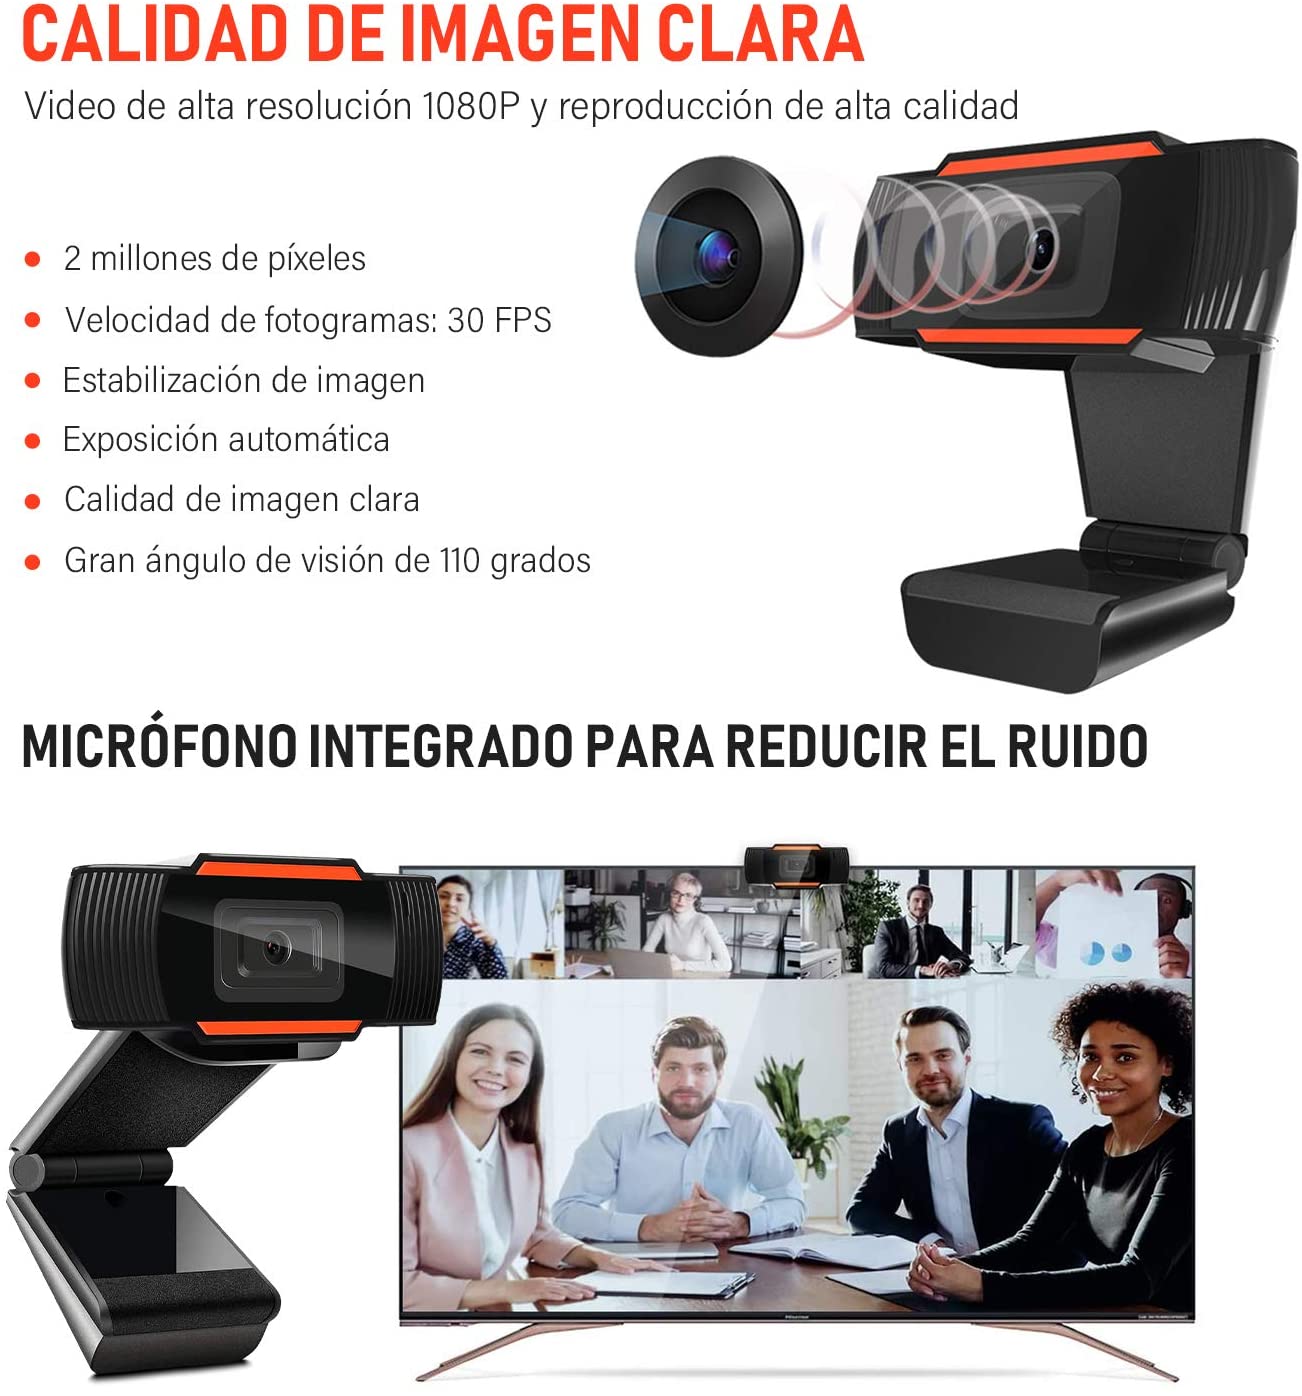 CALIDAD DE IMAGEN CLARA
Video de alta resolución 1080P y reproducción de alta calidad
2 millones de píxeles
Velocidad de fotogramas: 30 FPS
Estabilización de imagen
Exposición automática
Calidad de imagen clara
Gran ángulo de visión de 110 grados
MICRÓFONO INTEGRADO PARA REDUCIR EL RUIDO
Hisense